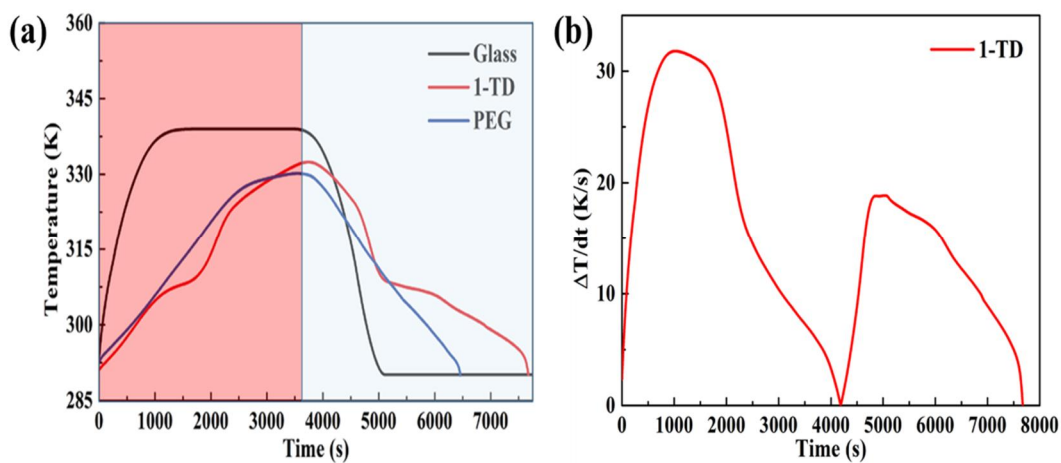 (a)
360
345
330
315
300
285
Temperature (K)
Glass
1-TD
PEG
0 1000 2000 3000 4000 5000 6000 7000
Time (s)
(b)
30
20
10
0
ΔT/dt (K/s)
1-TD
0 1000 2000 3000 4000 5000 6000 7000 8000
Time (s)